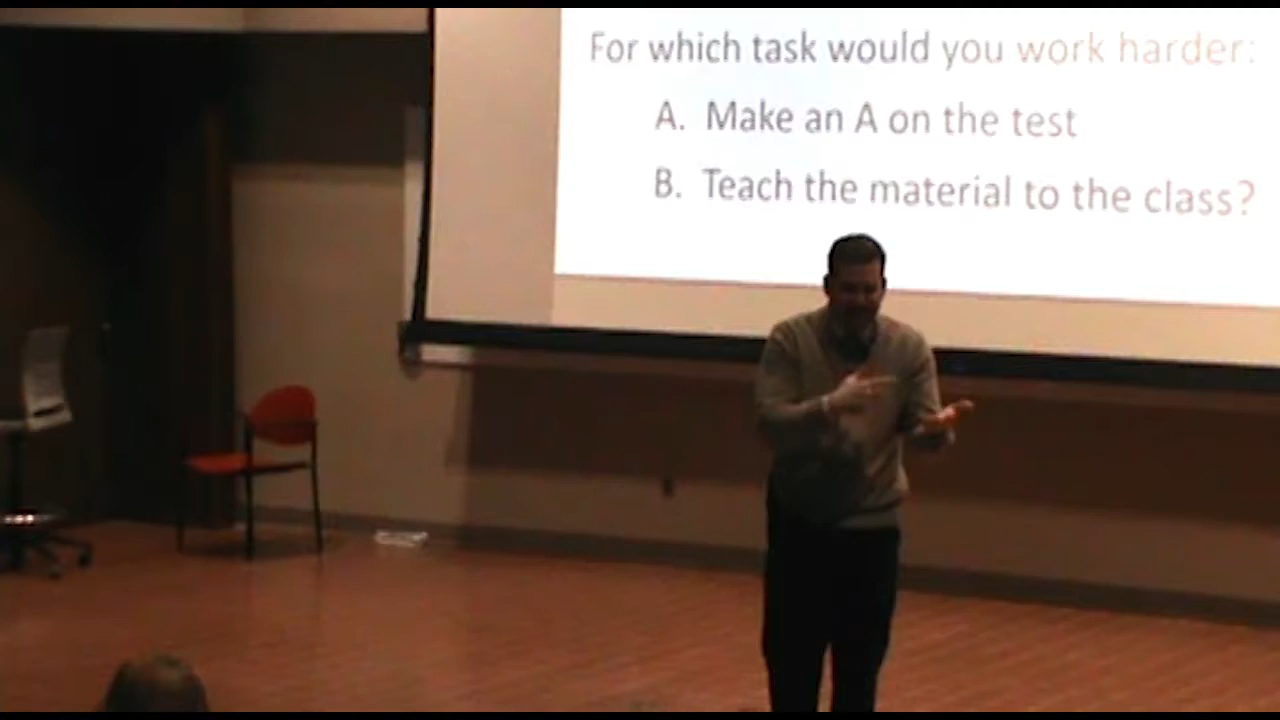 For which task would you work harder:
A. Make an A on the test
B. Teach the material to the class?